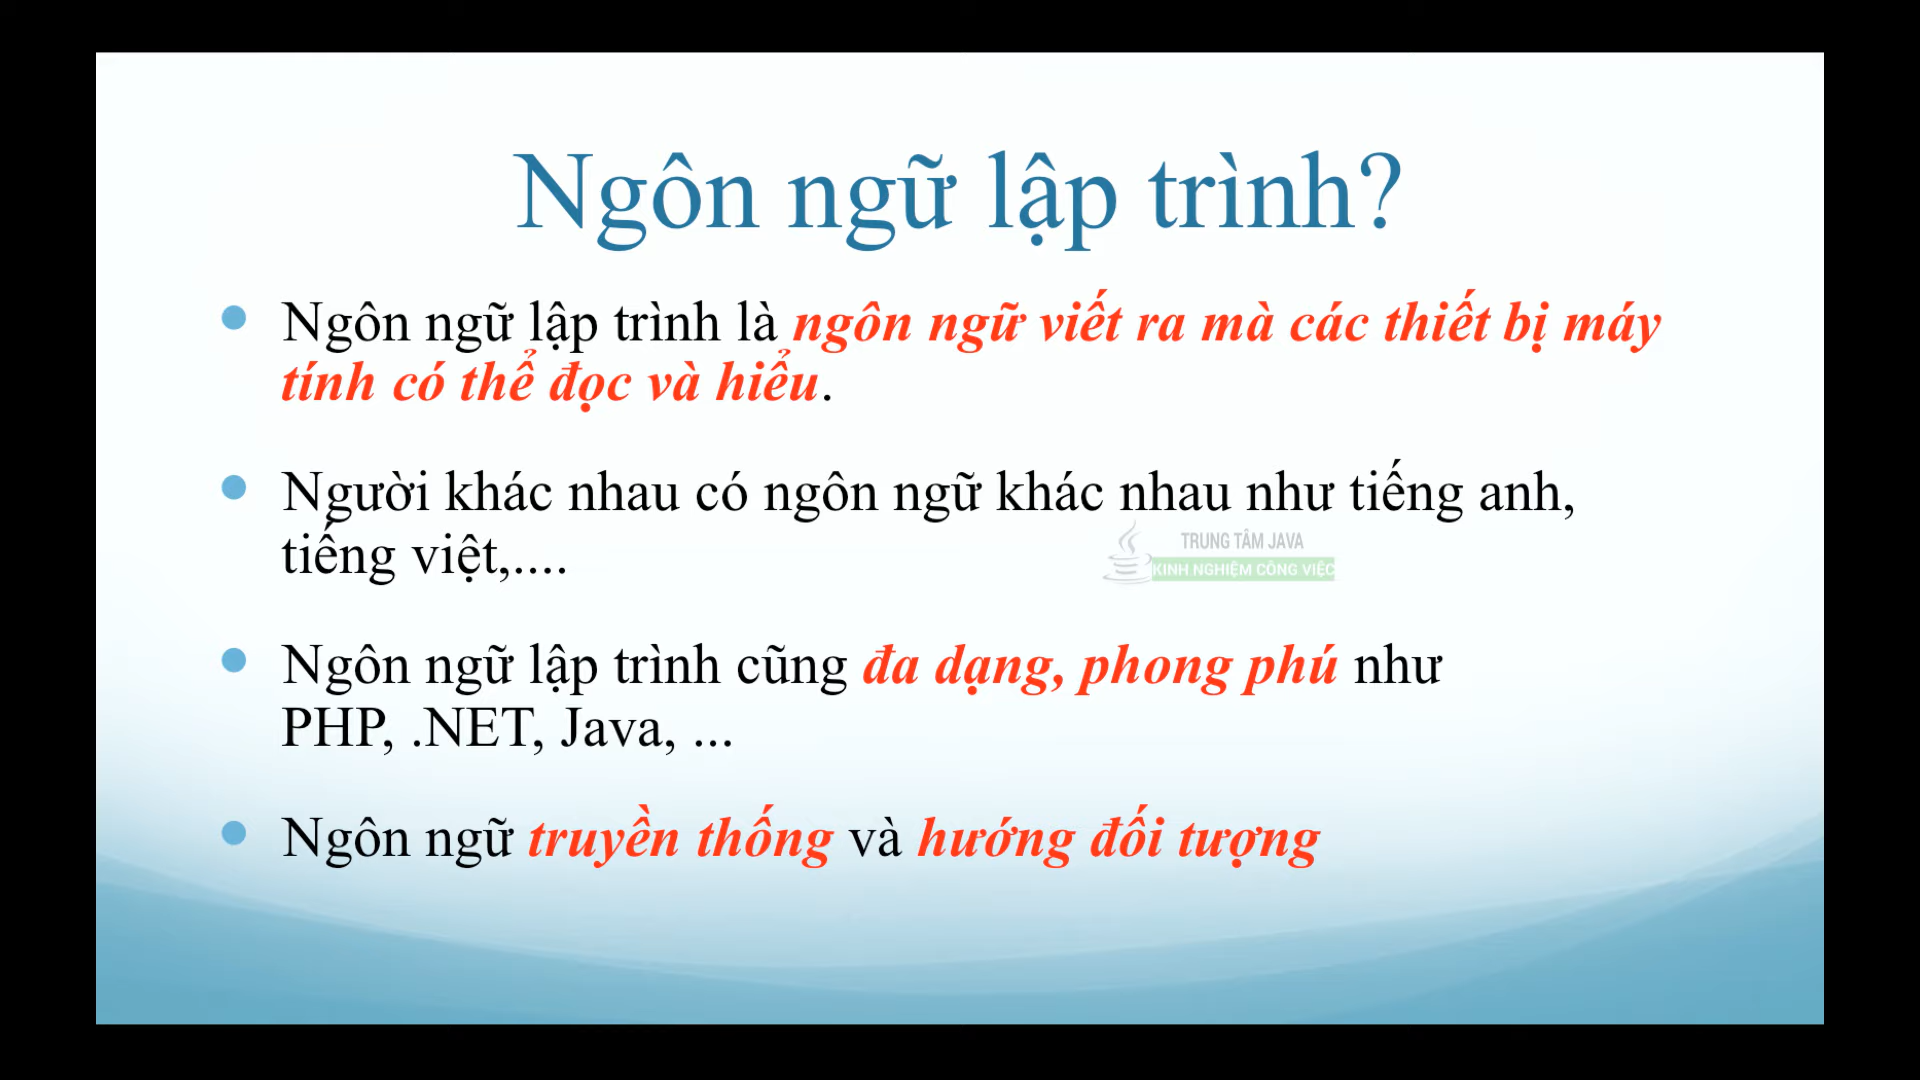 Ngôn ngữ lập trình?
Ngôn ngữ lập trình là ngôn ngữ viết ra mà các thiết bị máy
tính có thể đọc và hiểu.
Người khác nhau có ngôn ngữ khác nhau như tiếng anh,
tiếng việt,....
TRUNG TÂM JAVA
KINH NGHIỆM CÔNG VIỆC
Ngôn ngữ lập trình cũng đa dạng, phong phú như
PHP, .NET, Java, ...
Ngôn ngữ truyền thống và hướng đối tượng